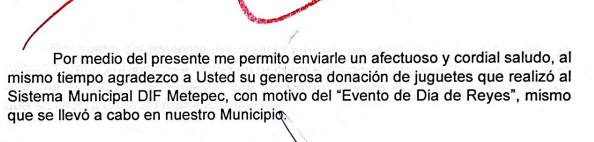 Por medio del presente me permito enviarle un afectuoso y cordial saludo, al
mismo tiempo agradezco a Usted su generosa donación de juguetes que realizó al
Sistema Municipal DIF Metepec, con motivo del “Evento de Dia de Reyes”, mismo
que se llevó a cabo en nuestro Municipio.